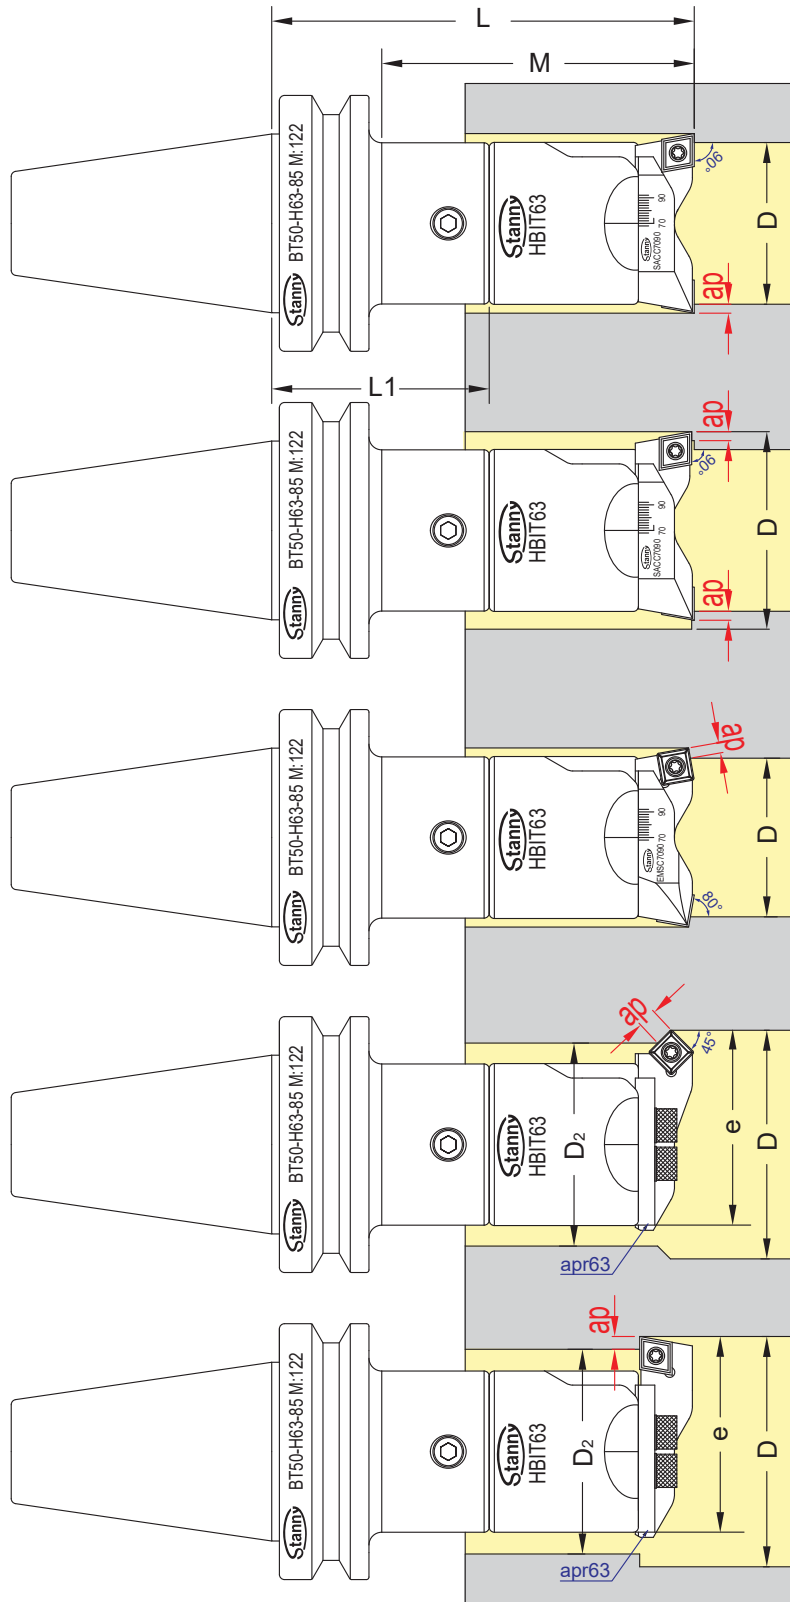 L
M
BT50-H63-85 M:122
Stanny
Stanny
HBIT63
90
70
Stanny
SACC7090
90°
D
ap
L1
ap
BT50-H63-85 M:122
Stanny
Stanny
HBIT63
90
70
Stanny
SACC7090
90°
D
ap
ap
BT50-H63-85 M:122
Stanny
Stanny
HBIT63
90
70
Stanny
EMSC7090
80°
D
ap
45°
BT50-H63-85 M:122
Stanny
Stanny
HBIT63
D2
e
D
apr63
ap
BT50-H63-85 M:122
Stanny
Stanny
HBIT63
D2
e
D
apr63